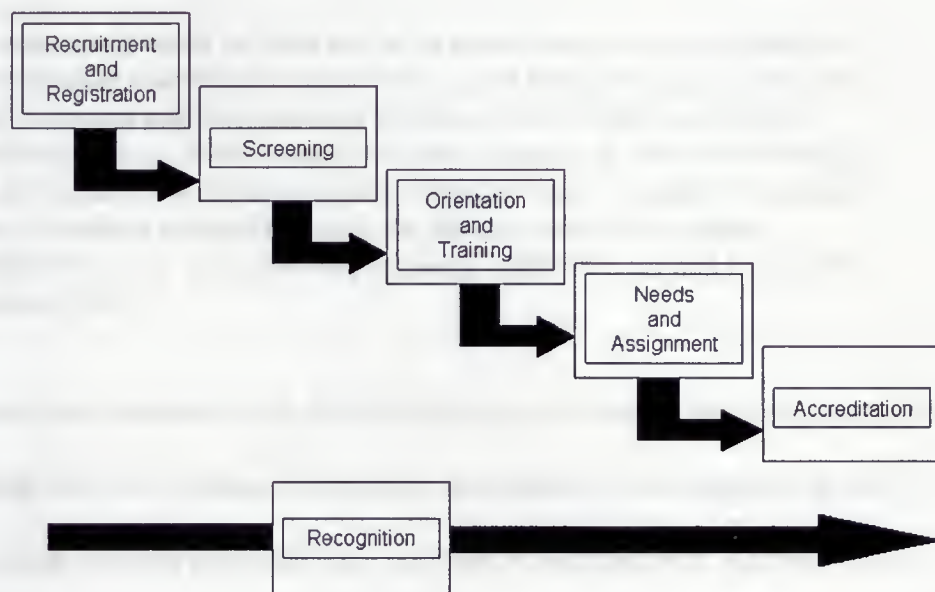 Recruitment
and
Registration
Screening
Orientation
and
Training
Needs
and
Assignment
Accreditation
Recognition